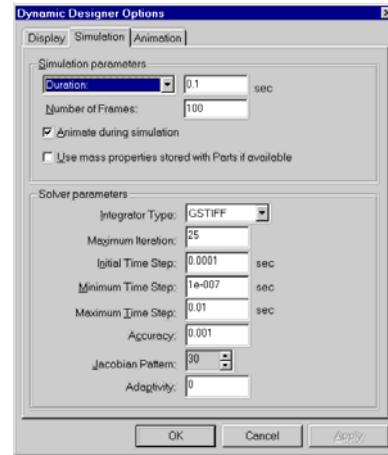 Dynamic Designer Options
Display Simulation Animation
Simulation parameters
Duration: 0.1 sec
Number of Frames: 100
Animate during simulation
Use mass properties stored with Parts if available
Solver parameters
Integrator Type: GSTIFF
Maximum Iteration: 25
Initial Time Step: 0.0001 sec
Minimum Time Step: 1e-007 sec
Maximum Time Step: 0.01 sec
Accuracy: 0.001
Jacobian Pattern: 30
Adaptivity: 0
OK Cancel Apply